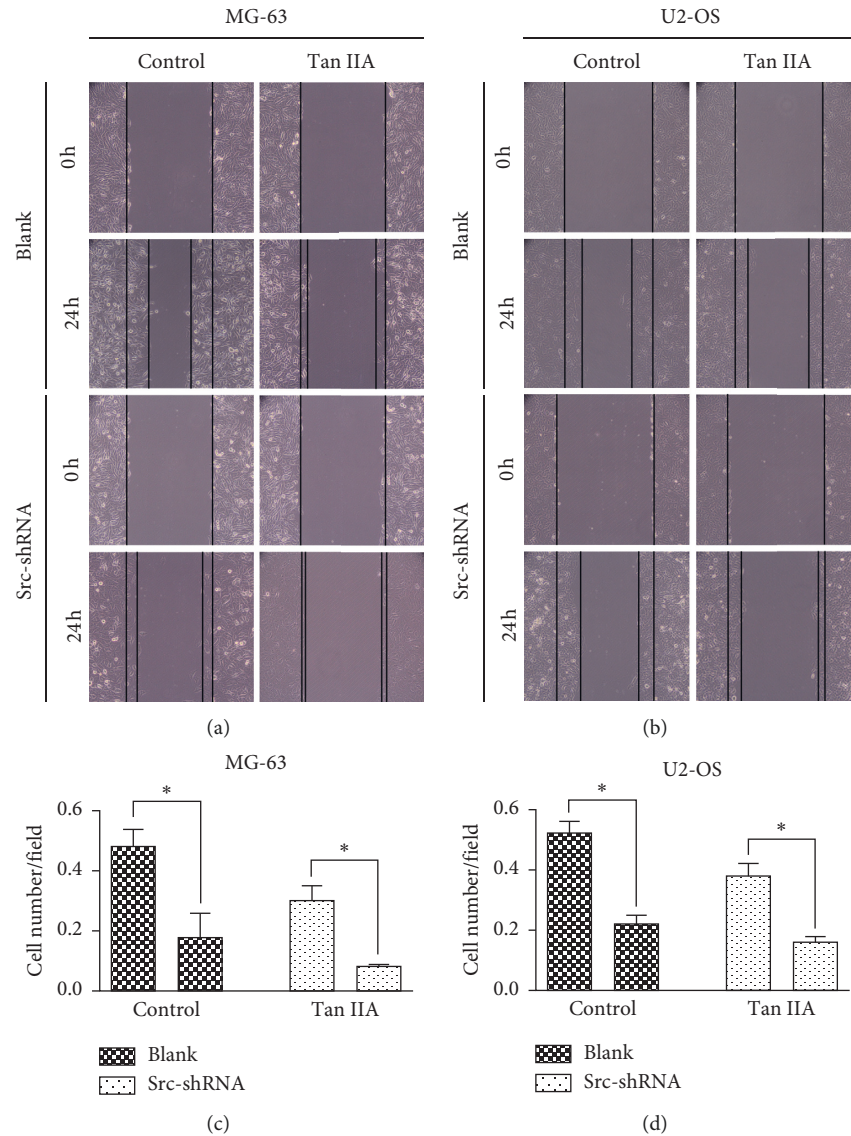 MG-63
U2-OS
Control
Tan IIA
Control
Tan IIA
Blank
0h
24h
Src-shRNA
0h
24h
Blank
0h
24h
Src-shRNA
0h
24h
(a)
(b)
MG-63
Cell number/field
0.6
0.4
0.2
0.0
*
*
Control
Tan IIA
Blank
Src-shRNA
(c)
U2-OS
Cell number/field
0.6
0.4
0.2
0.0
*
*
Control
Tan IIA
Blank
Src-shRNA
(d)